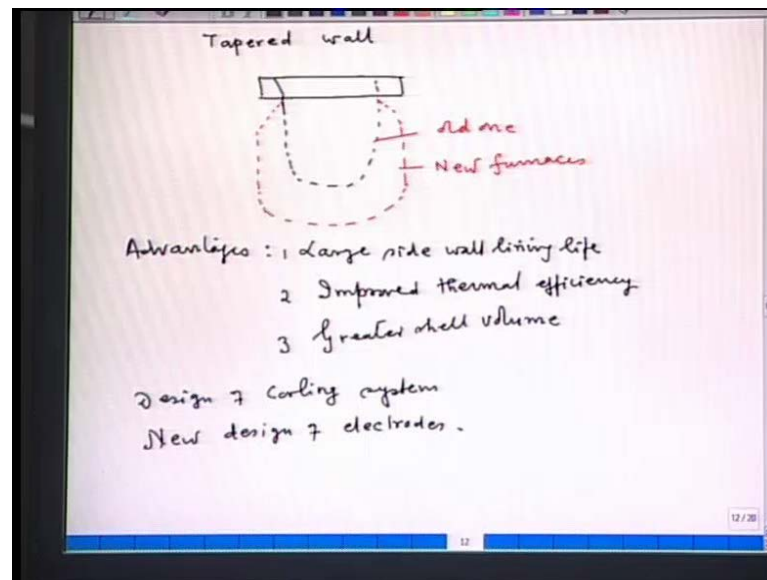 Tapered wall
old one
New furnaces
Advantages : 1 Large side wall lining life
2 Improved thermal efficiency
3 Greater shell volume
Design of Cooling system
New design of electrodes.
12/20
12